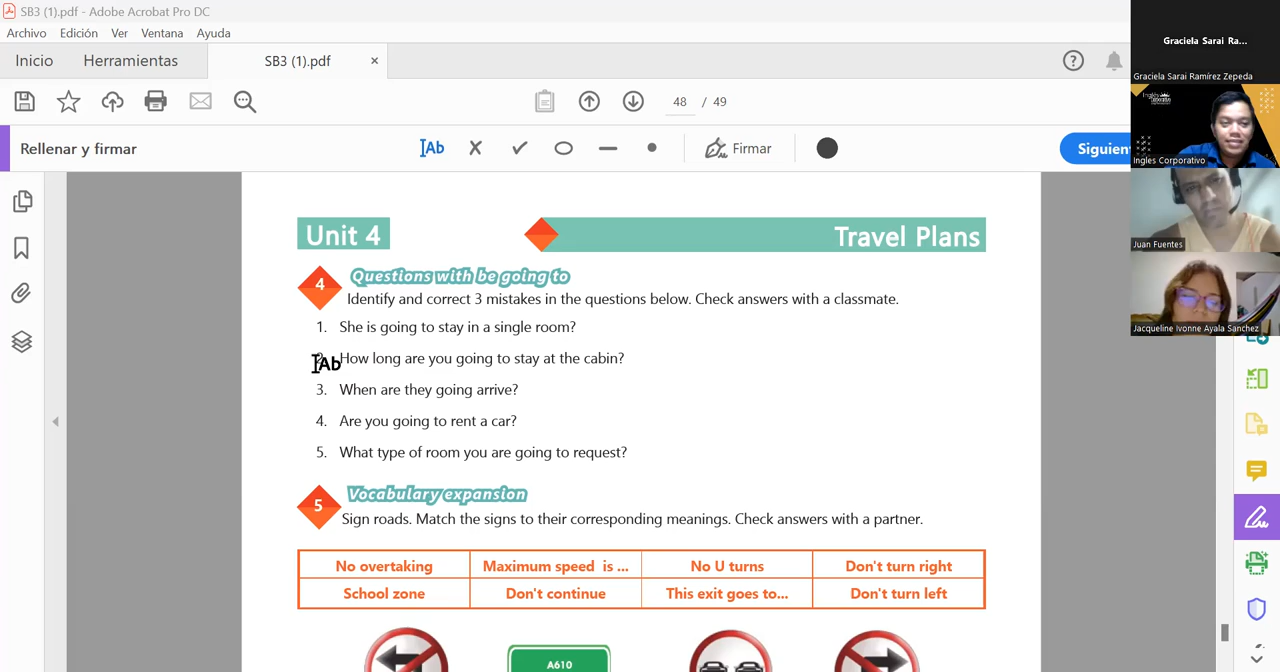 SB3 (1).pdf - Adobe Acrobat Pro DC
Archivo Edición Ver Ventana Ayuda
Inicio Herramientas SB3 (1).pdf ×
48 / 49
Rellenar y firmar
Ab Firmar Siguien
Unit 4 Travel Plans
4 Questions with be going to
Identify and correct 3 mistakes in the questions below. Check answers with a classmate.
1. She is going to stay in a single room?
How long are you going to stay at the cabin?
Ab
3. When are they going arrive?
4. Are you going to rent a car?
5. What type of room you are going to request?
5 Vocabulary expansion
Sign roads. Match the signs to their corresponding meanings. Check answers with a partner.
No overtaking Maximum speed is ... No U turns Don't turn right
School zone Don't continue This exit goes to... Don't turn left
A610
Graciela Sarai Ra...
Graciela Sarai Ramírez Zepeda
Inglés Corporativo
Ingles Corporativo
Juan Fuentes
Jacqueline Ivonne Ayala Sanchez